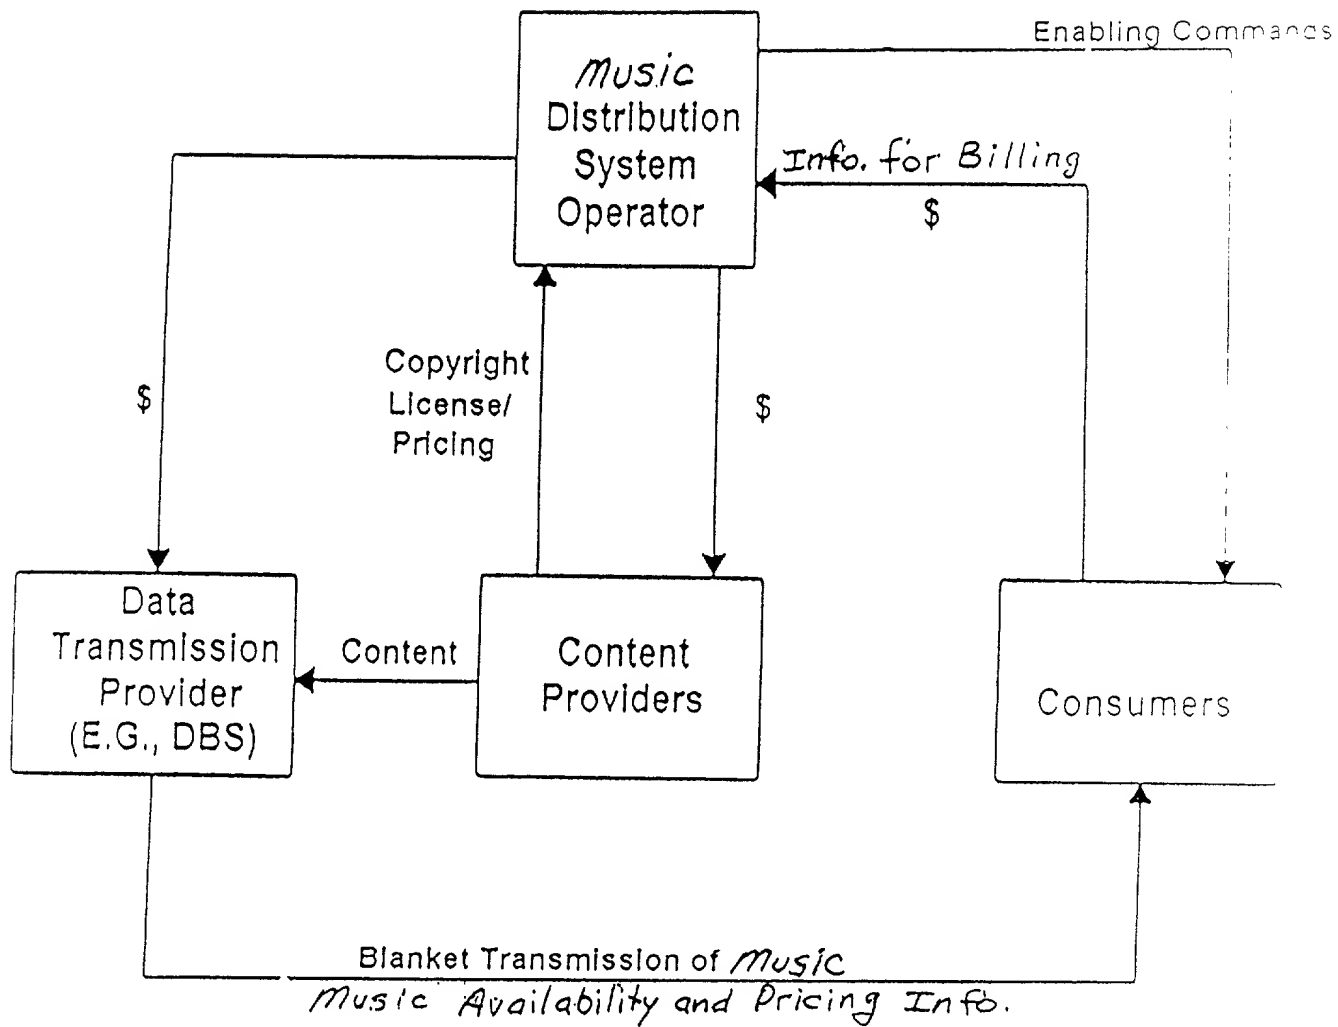 Enabling Commands
Music
Distribution
System
Operator
Info. for Billing
$
Copyright
License/
Pricing
$
$
Data
Transmission
Provider
(E.G., DBS)
Content
Content
Providers
Consumers
Blanket Transmission of Music
Music Availability and Pricing Info.